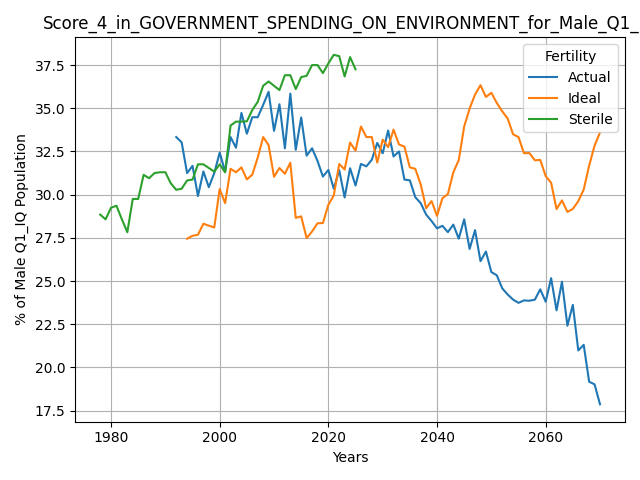 Score_4_in_GOVERNMENT_SPENDING_ON_ENVIRONMENT_for_Male_Q1_
Fertility
Actual
Ideal
Sterile
% of Male Q1_IQ Population
37.5
35.0
32.5
30.0
27.5
25.0
22.5
20.0
17.5
1980
2000
2020
2040
2060
Years